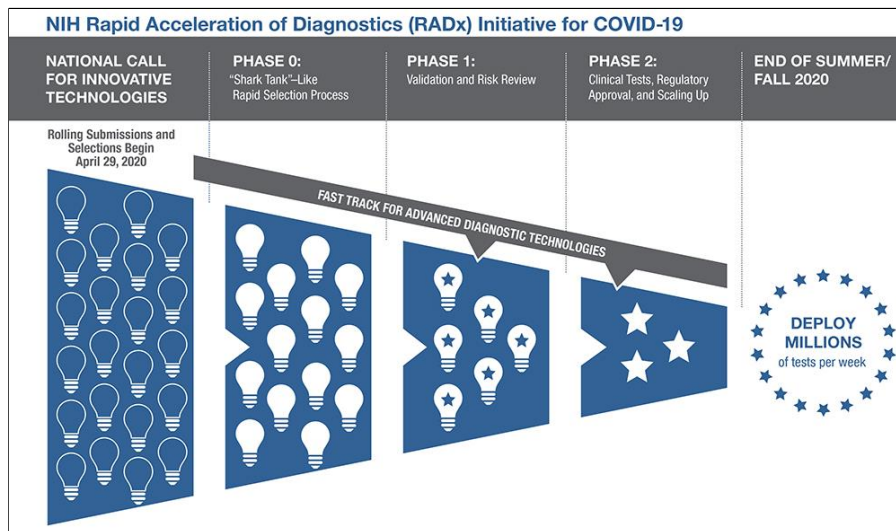 NIH Rapid Acceleration of Diagnostics (RADx) Initiative for COVID-19
NATIONAL CALL
FOR INNOVATIVE
TECHNOLOGIES
PHASE 0:
“Shark Tank”–Like
Rapid Selection Process
PHASE 1:
Validation and Risk Review
PHASE 2:
Clinical Tests, Regulatory
Approval, and Scaling Up
END OF SUMMER/
FALL 2020
Rolling Submissions and
Selections Begin
April 29, 2020
FAST TRACK FOR ADVANCED DIAGNOSTIC TECHNOLOGIES
DEPLOY
MILLIONS
of tests per week